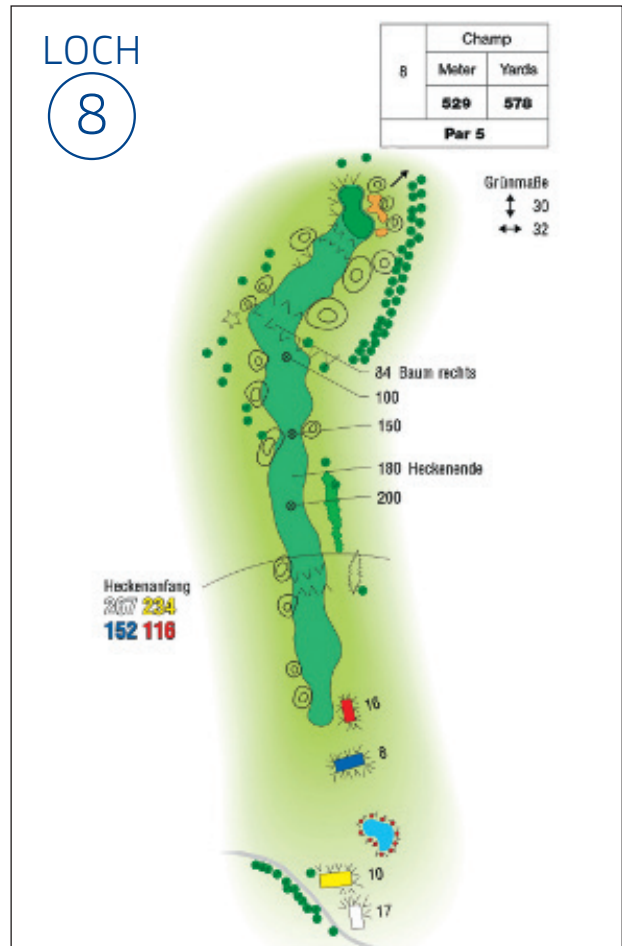 LOCH
8
Champ
8
Meter Yards
529 578
Par 5
Grünmaße
30
32
84 Baum rechts
100
150
180 Heckenende
200
Heckenanfang
267 234
152 116
16
8
10
17